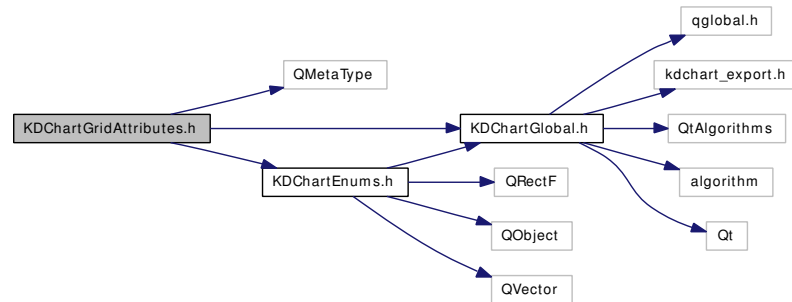 qglobal.h
QMetaType
kdchart_export.h
KDChartGridAttributes.h
KDChartGlobal.h
QtAlgorithms
KDChartEnums.h
QRectF
algorithm
QObject
Qt
QVector